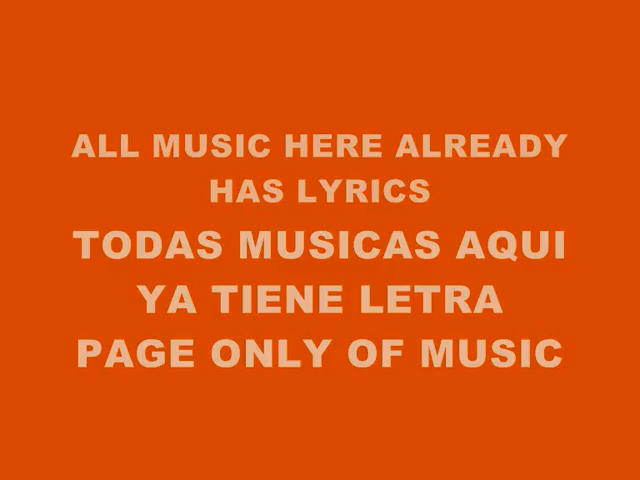 ALL MUSIC HERE ALREADY
HAS LYRICS
TODAS MUSICAS AQUI
YA TIENE LETRA
PAGE ONLY OF MUSIC